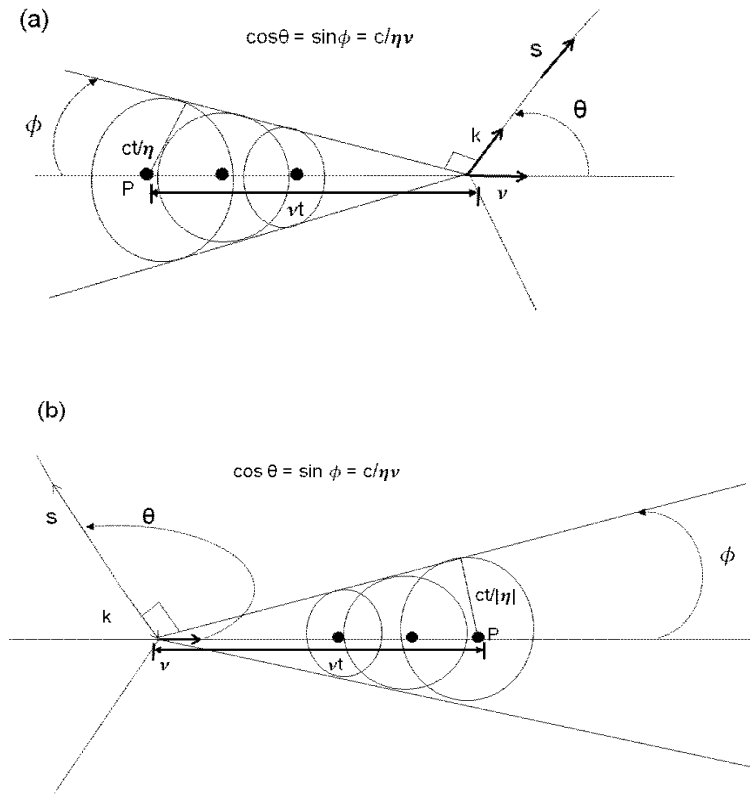 (a)
cosθ = sinϕ = c/ην
S
θ
k
ϕ
ct/η
P
ν
νt
(b)
cos θ = sin ϕ = c/ην
S
θ
ϕ
ct/|η|
k
P
ν
νt